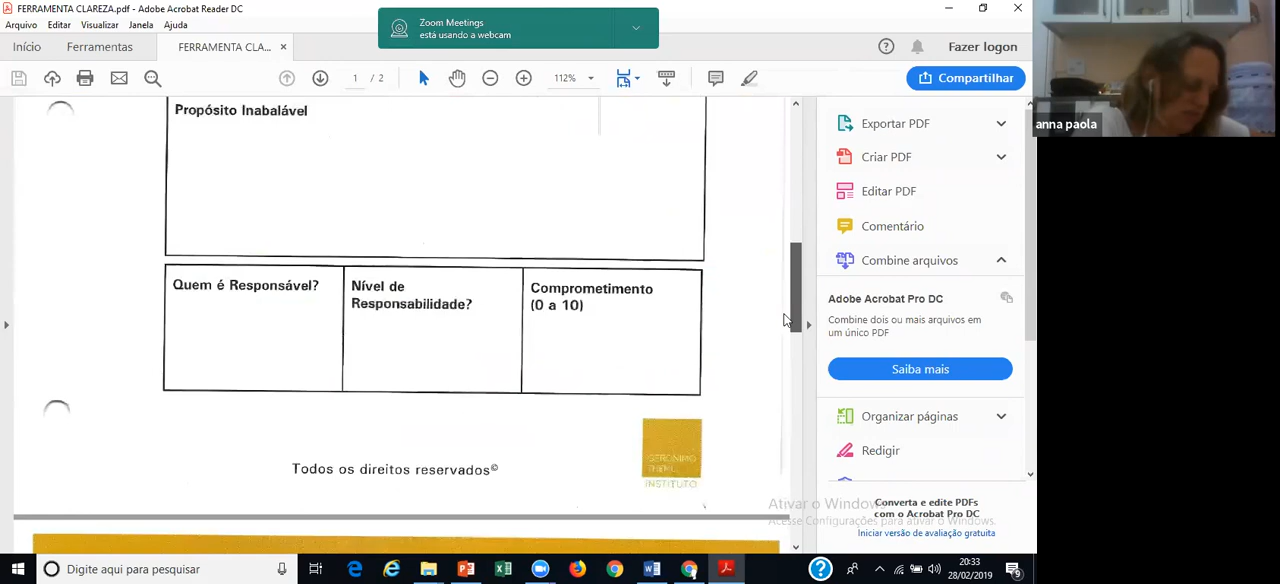 FERRAMENTA CLAREZA.pdf - Adobe Acrobat Reader DC
Arquivo Editar Visualizar Janela Ajuda
Zoom Meetings
está usando a webcam
Início Ferramentas FERRAMENTA CLA... × Fazer logon
1 / 2 112% Compartilhar
anna paola
Propósito Inabalável
Quem é Responsável?
Nível de
Responsabilidade?
Comprometimento
(0 a 10)
Todos os direitos reservados©
GERONIMO
THEML
INSTITUTO
Exportar PDF
Criar PDF
Editar PDF
Comentário
Combine arquivos
Adobe Acrobat Pro DC
Combine dois ou mais arquivos em
um único PDF
Saiba mais
Organizar páginas
Redigir
Ativar o Windows
Acesse Configurações para ativar o Windows.
Converta e edite PDFs
com o Acrobat Pro DC
Iniciar versão de avaliação gratuita
Digite aqui para pesquisar
20:33
28/02/2019
9